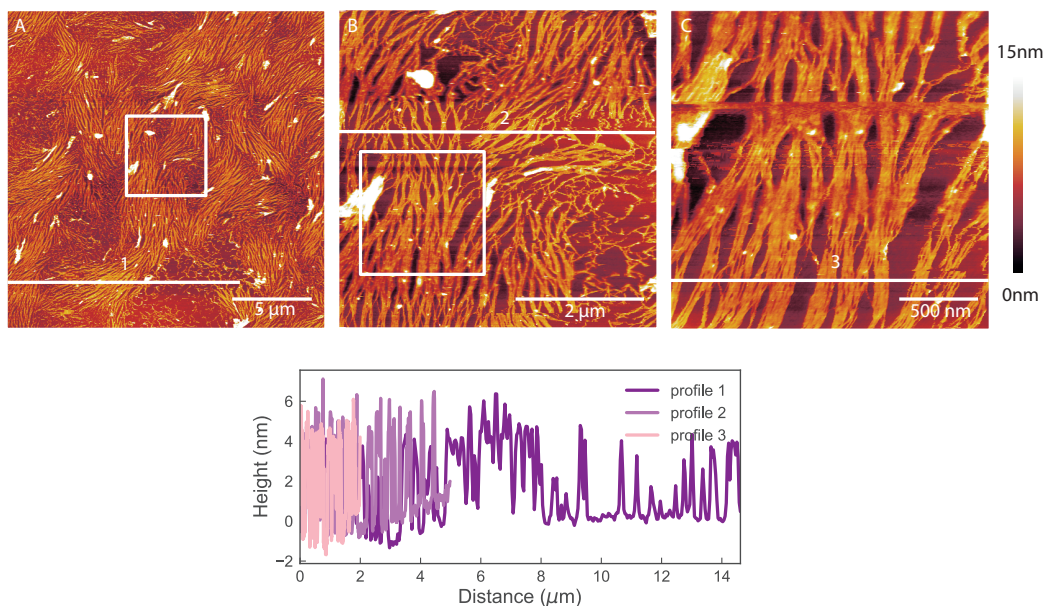 A
B
C
15nm
0nm
1
2
3
5 μm
2 μm
500 nm
profile 1
profile 2
profile 3
Height (nm)
6
4
2
0
−2
0 2 4 6 8 10 12 14
Distance (μm)